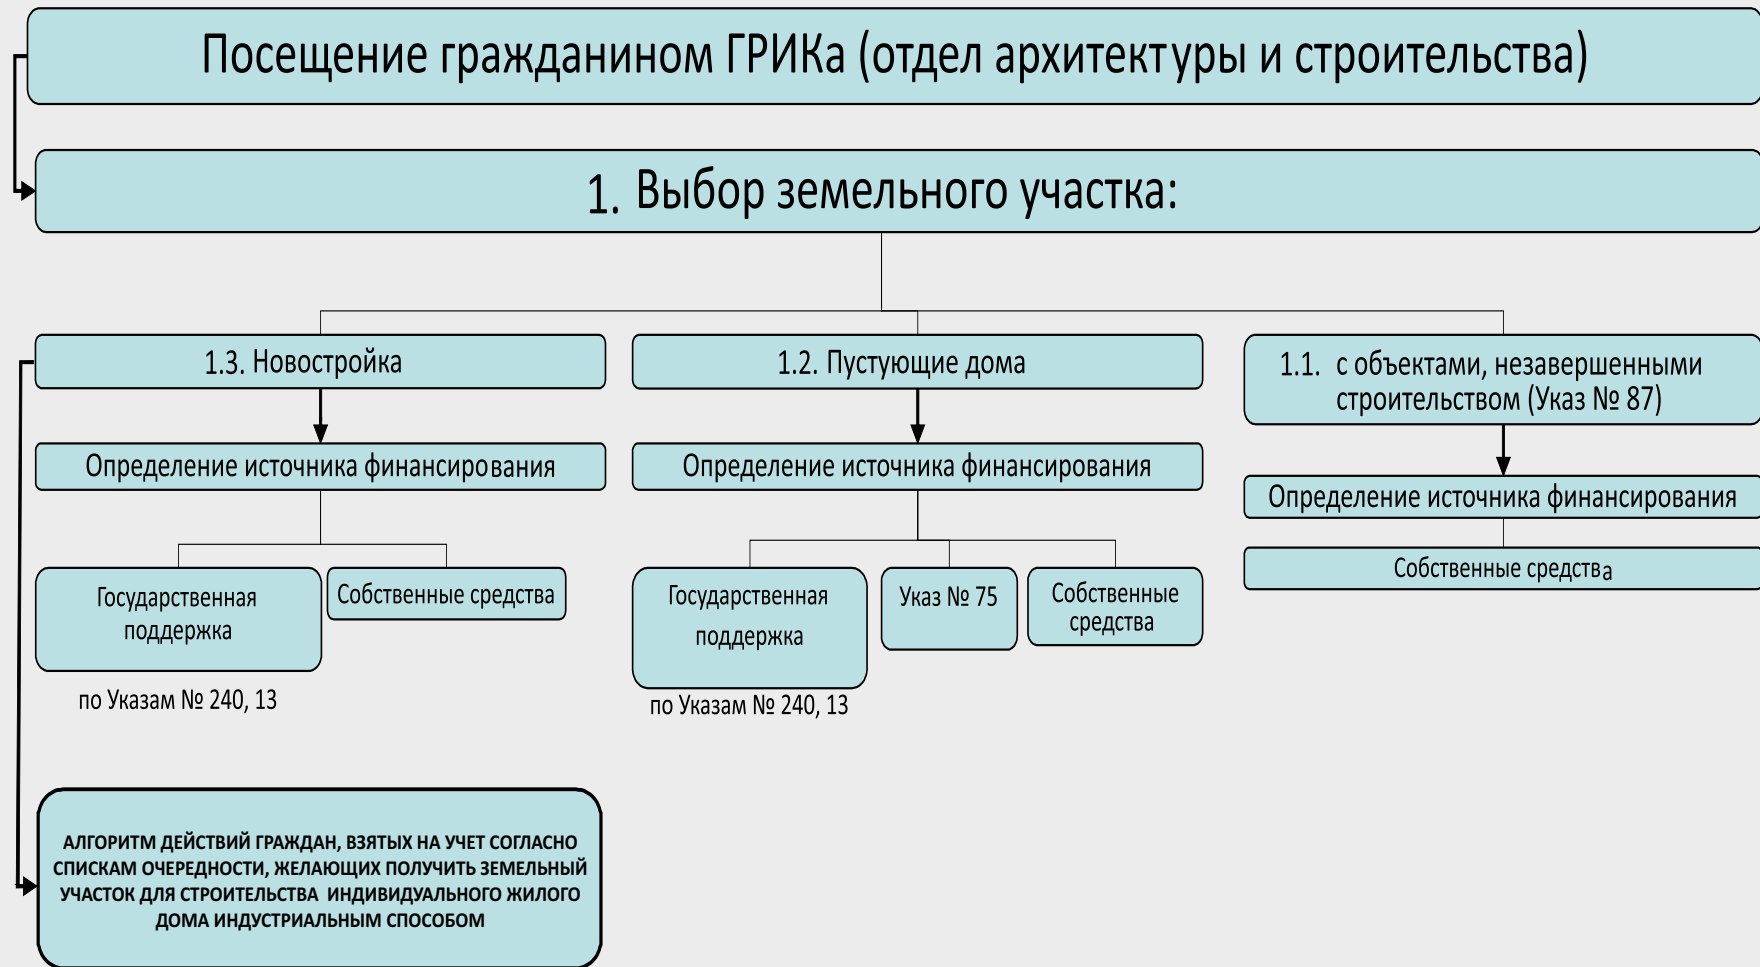 Посещение гражданином ГРИКа (отдел архитектуры и строительства)
1. Выбор земельного участка:
1.3. Новостройка
Определение источника финансирования
Государственная
поддержка
по Указам № 240, 13
Собственные средства
1.2. Пустующие дома
Определение источника финансирования
Государственная
поддержка
по Указам № 240, 13
Указ № 75
Собственные
средства
1.1. с объектами, незавершенными
строительством (Указ № 87)
Определение источника финансирования
Собственные средства
АЛГОРИТМ ДЕЙСТВИЙ ГРАЖДАН, ВЗЯТЫХ НА УЧЕТ СОГЛАСНО
СПИСКАМ ОЧЕРЕДНОСТИ, ЖЕЛАЮЩИХ ПОЛУЧИТЬ ЗЕМЕЛЬНЫЙ
УЧАСТОК ДЛЯ СТРОИТЕЛЬСТВА ИНДИВИДУАЛЬНОГО ЖИЛОГО
ДОМА ИНДУСТРИАЛЬНЫМ СПОСОБОМ